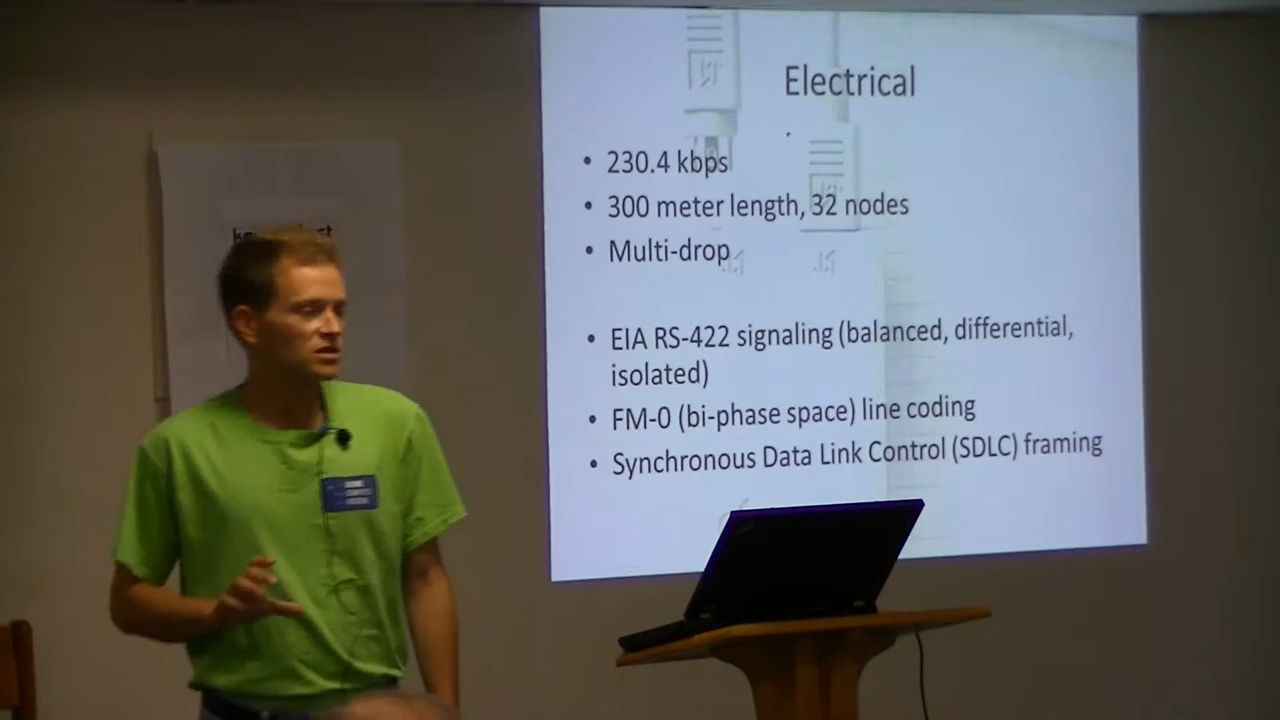 Electrical
• 230.4 kbps
• 300 meter length, 32 nodes
• Multi-drop
• EIA RS-422 signaling (balanced, differential,
isolated)
• FM-0 (bi-phase space) line coding
• Synchronous Data Link Control (SDLC) framing